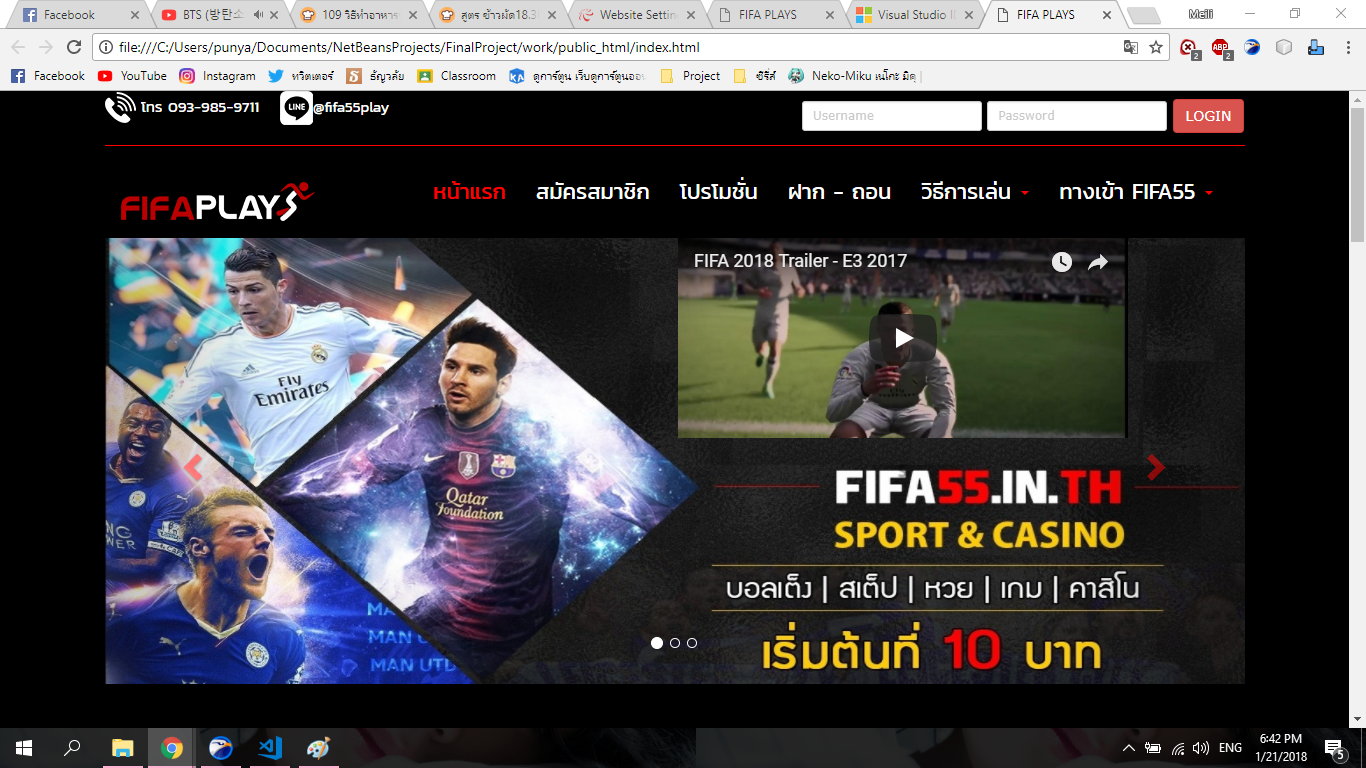 Facebook
BTS (방탄소
109 วิธีทำอาหาร
สูตร ข้าวผัด18.3
Website Settin
FIFA PLAYS
Visual Studio I
FIFA PLAYS
Meili
file:///C:/Users/punya/Documents/NetBeansProjects/FinalProject/work/public_html/index.html
2
ABP
2
Facebook
YouTube
Instagram
ทวิตเตอร์
ธัญวลัย
Classroom
ดูการ์ตูน เว็บดูการ์ตูนออน
Project
ซีรี่ส์
Neko-Miku เนโกะ มิคุ |
โทร 093-985-9711
LINE
@fifa55play
Username
Password
LOGIN
FIFAPLAYS
หน้าแรก
สมัครสมาชิก
โปรโมชั่น
ฝาก - ถอน
วิธีการเล่น
ทางเข้า FIFA55
FIFA 2018 Trailer - E3 2017
Fly
Emirates
Qatar
Foundation
FIFA55.IN.TH
SPORT & CASINO
บอลเต็ง | สเต็ป | หวย | เกม | คาสิโน
MAN U
MAN UTD
เริ่มต้นที่ 10 บาท
ENG
6:42 PM
1/21/2018
5